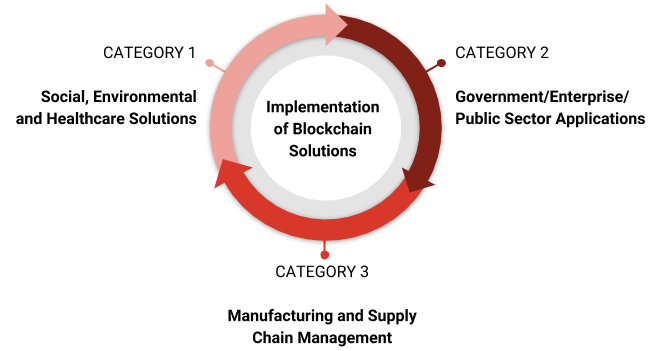 CATEGORY 1
Social, Environmental
and Healthcare Solutions
CATEGORY 2
Government/Enterprise/
Public Sector Applications
Implementation
of Blockchain
Solutions
CATEGORY 3
Manufacturing and Supply
Chain Management